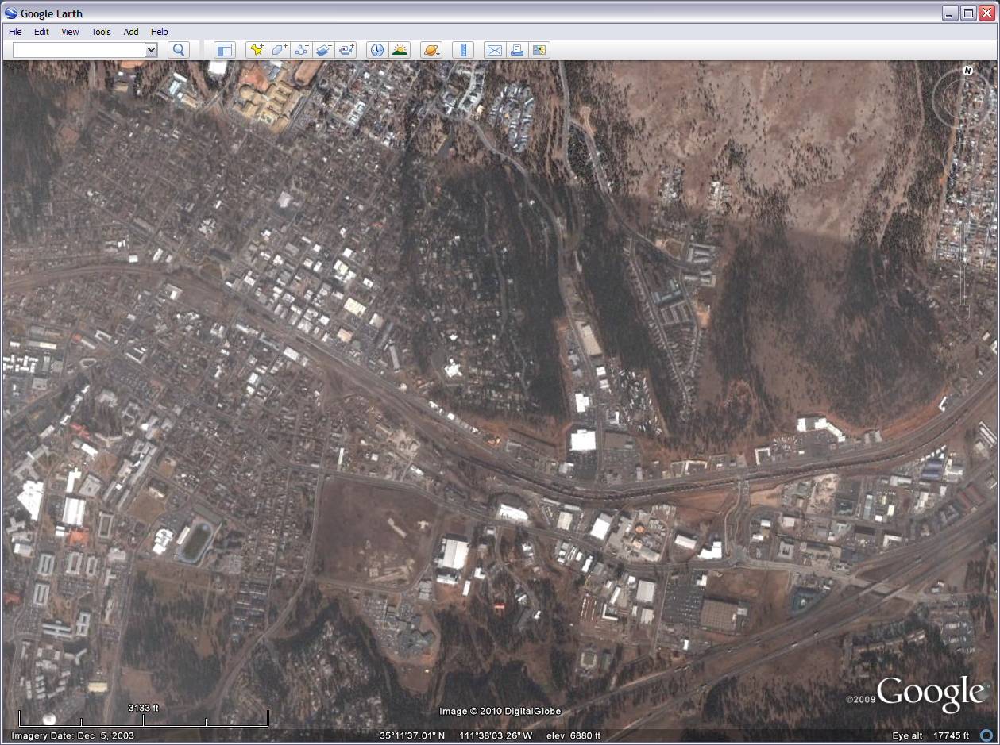 Google Earth
File Edit View Tools Add Help
N
3133 ft
Image © 2010 DigitalGlobe
©2009 Google™
Imagery Date: Dec 5, 2003 35°11'37.01" N 111°38'03.26" W elev 6880 ft Eye alt 17745 ft